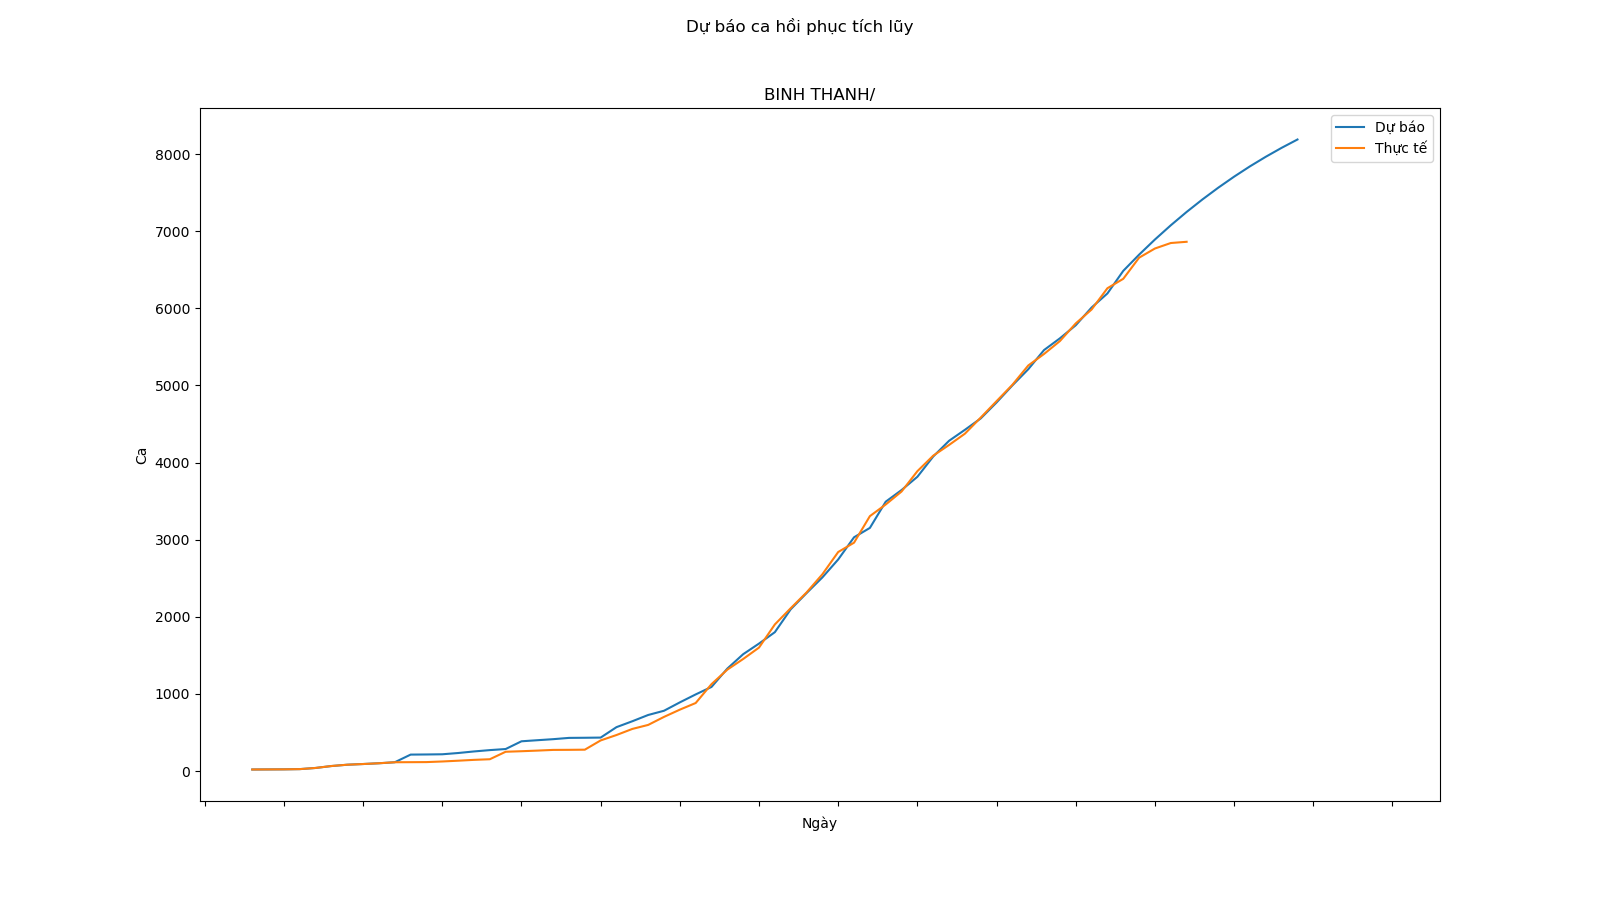 Dự báo ca hồi phục tích lũy
BINH THANH/
Dự báo
Thực tế
8000
7000
6000
5000
4000
3000
2000
1000
0
Ca
Ngày